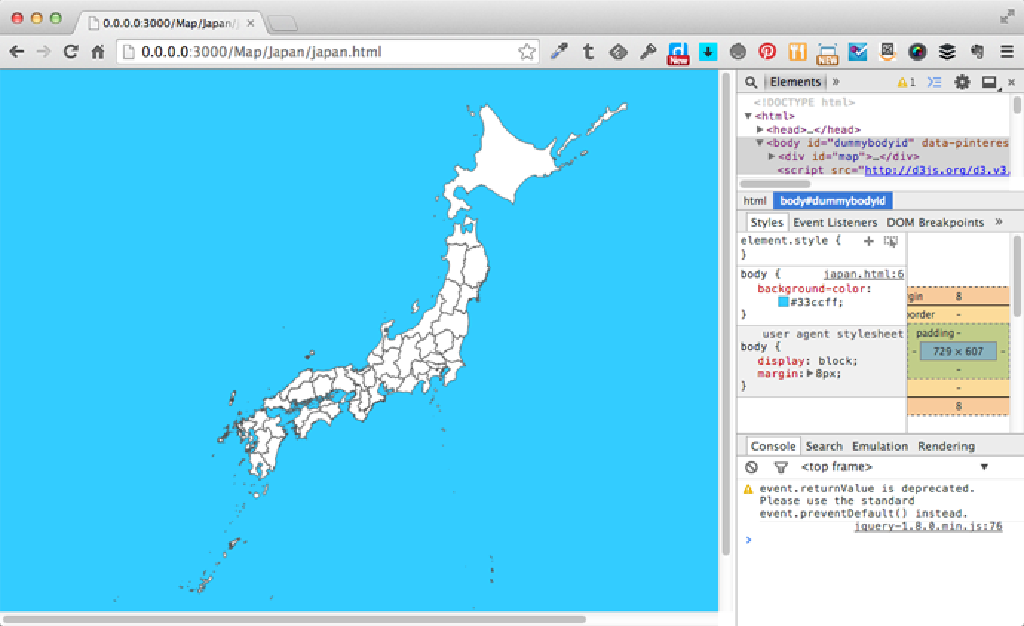 0.0.0.0:3000/Map/Japan/
0.0.0.0:3000/Map/Japan/japan.html
New
NEW
Elements
1
<!DOCTYPE html>
<html>
<head>…</head>
<body id="dummybodyid" data-pinteres
<div id="map">…</div>
<script src="http://d3js.org/d3.v3.
html
body#dummybodyid
Styles Event Listeners DOM Breakpoints »
element.style {
}
body { japan.html:6
background-color:
#33ccff;
}
user agent stylesheet
body {
display: block;
margin: 8px;
}
gin 8
border -
padding -
- 729 × 607 -
-
-
8
Console Search Emulation Rendering
<top frame>
event.returnValue is deprecated.
Please use the standard
event.preventDefault() instead.
jquery-1.8.0.min.js:76
>